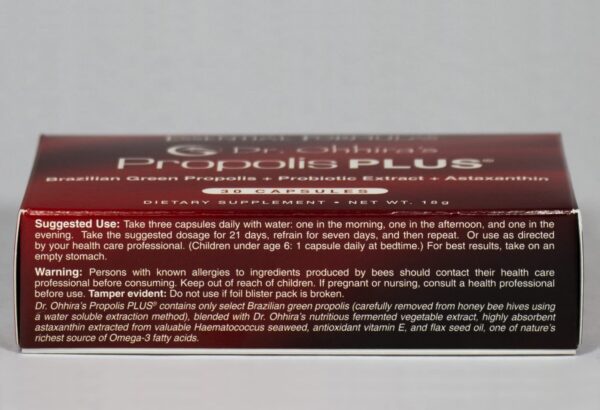 ESSENTIAL FORMULAS
Dr. Ohhira's
Propolis PLUS®
Brazilian Green Propolis + Probiotic Extract + Astaxanthin
30 CAPSULES
DIETARY SUPPLEMENT • NET WT. 18g
Suggested Use: Take three capsules daily with water: one in the morning, one in the afternoon, and one in the
evening. Take the suggested dosage for 21 days, refrain for seven days, and then repeat. Or use as directed
by your health care professional. (Children under age 6: 1 capsule daily at bedtime.) For best results, take on an
empty stomach.
Warning: Persons with known allergies to ingredients produced by bees should contact their health care
professional before consuming. Keep out of reach of children. If pregnant or nursing, consult a health professional
before use. Tamper evident: Do not use if foil blister pack is broken.
Dr. Ohhira's Propolis PLUS® contains only select Brazilian green propolis (carefully removed from honey bee hives using
a water soluble extraction method), blended with Dr. Ohhira's nutritious fermented vegetable extract, highly absorbent
astaxanthin extracted from valuable Haematococcus seaweed, antioxidant vitamin E, and flax seed oil, one of nature's
richest source of Omega-3 fatty acids.